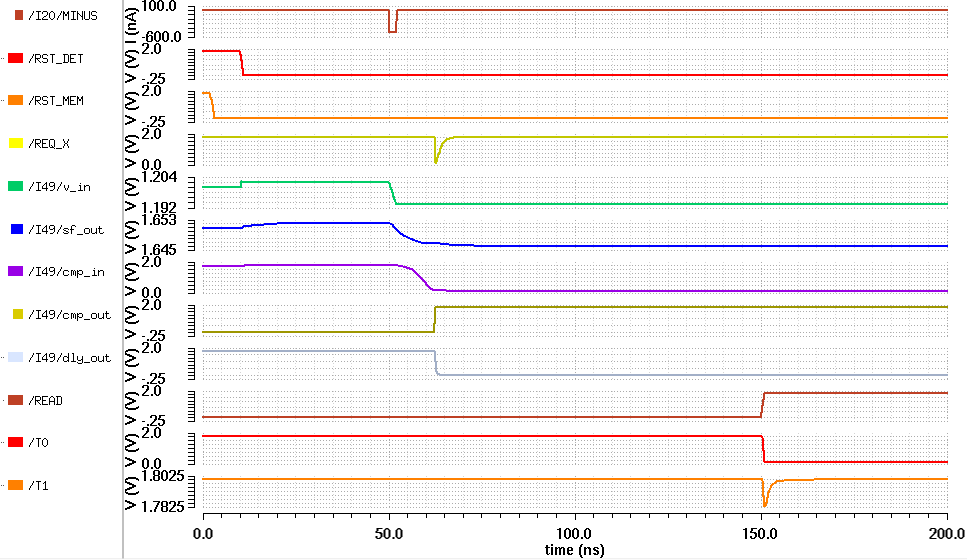 /I20/MINUS
I (nA)
100.0
-600.0
/RST_DET
V (V)
2.0
-.25
/RST_MEM
V (V)
2.0
-.25
/REQ_X
V (V)
2.0
0.0
/I49/v_in
V (V)
1.204
1.192
/I49/sf_out
V (V)
1.653
1.645
/I49/cmp_in
V (V)
2.0
0.0
/I49/cmp_out
V (V)
2.0
-.25
/I49/dly_out
V (V)
2.0
-.25
/READ
V (V)
2.0
-.25
/T0
V (V)
2.0
0.0
/T1
V (V)
1.8025
1.7825
0.0 50.0 100.0 150.0 200.0
time (ns)